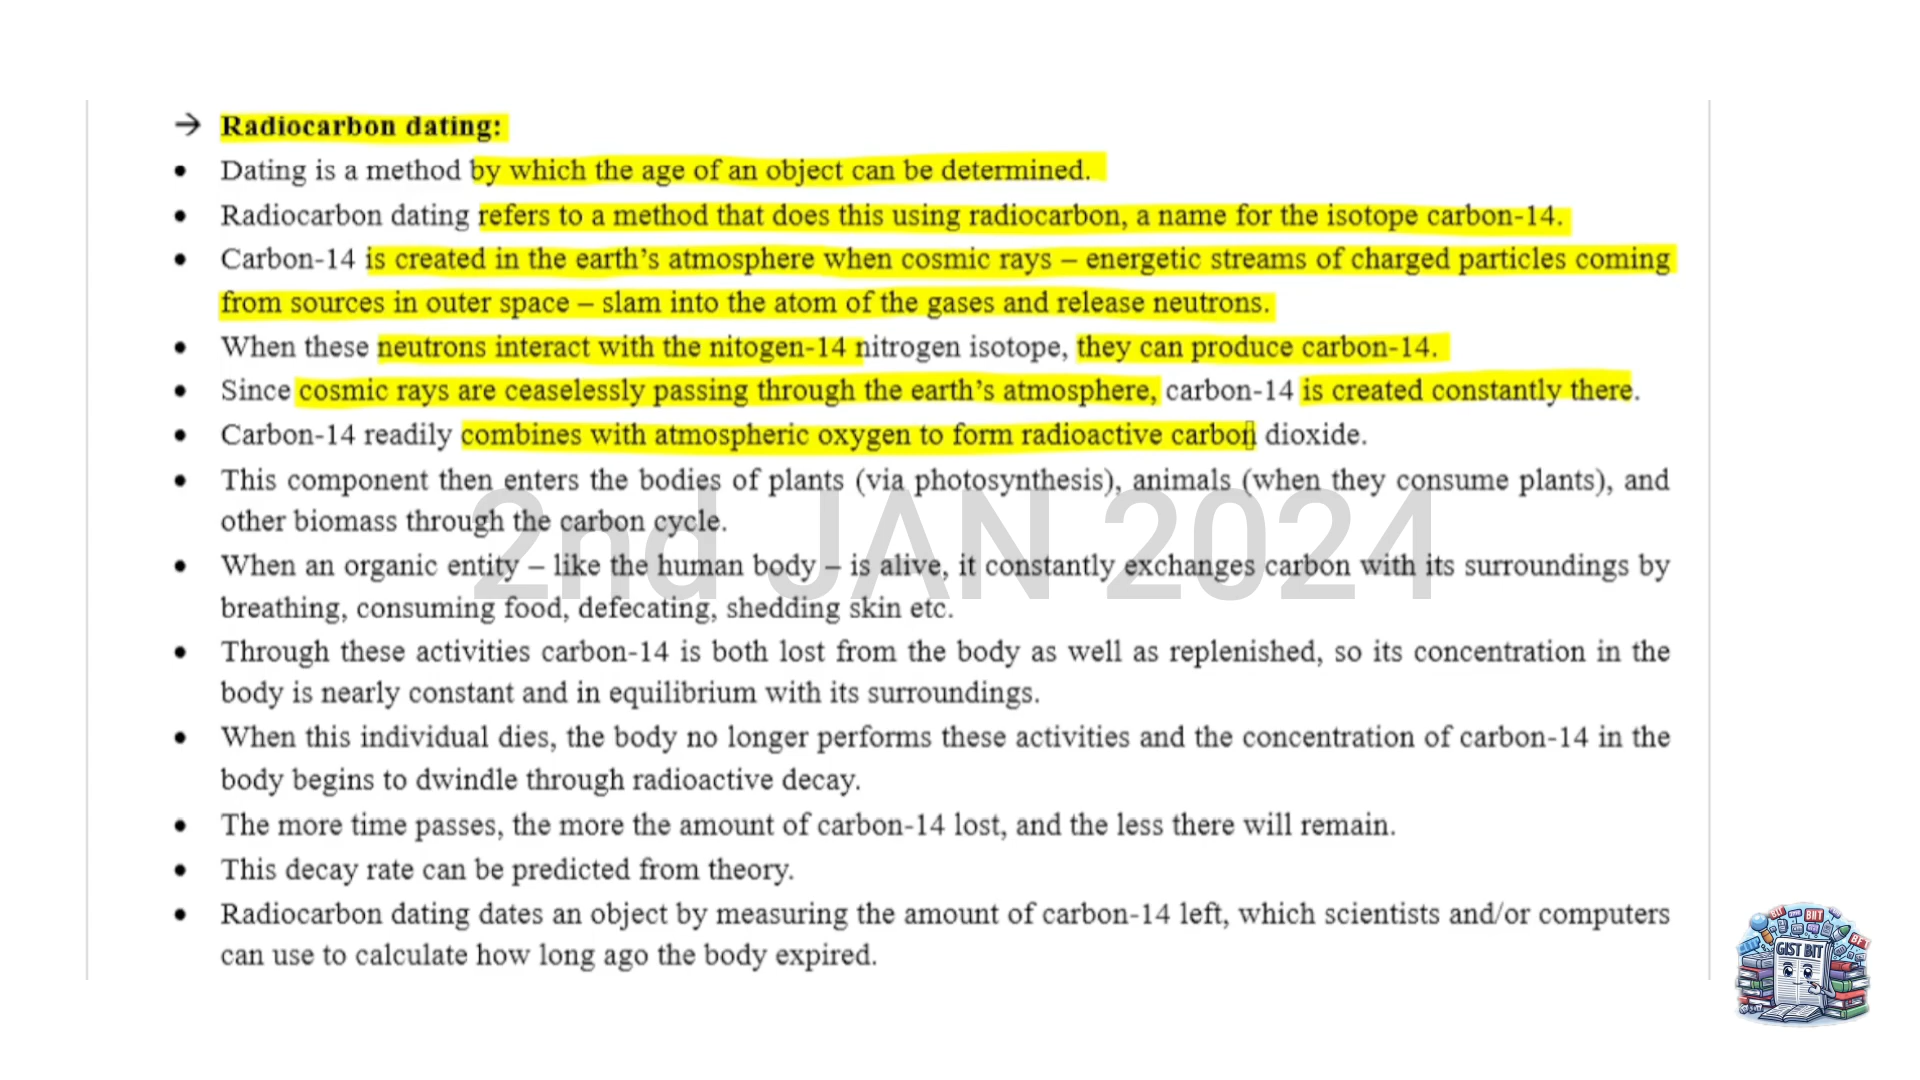 → Radiocarbon dating:
• Dating is a method by which the age of an object can be determined.
• Radiocarbon dating refers to a method that does this using radiocarbon, a name for the isotope carbon-14.
• Carbon-14 is created in the earth’s atmosphere when cosmic rays – energetic streams of charged particles coming
from sources in outer space – slam into the atom of the gases and release neutrons.
• When these neutrons interact with the nitogen-14 nitrogen isotope, they can produce carbon-14.
• Since cosmic rays are ceaselessly passing through the earth’s atmosphere, carbon-14 is created constantly there.
• Carbon-14 readily combines with atmospheric oxygen to form radioactive carbon dioxide.
• This component then enters the bodies of plants (via photosynthesis), animals (when they consume plants), and
other biomass through the carbon cycle.
2nd JAN 2024
• When an organic entity – like the human body – is alive, it constantly exchanges carbon with its surroundings by
breathing, consuming food, defecating, shedding skin etc.
• Through these activities carbon-14 is both lost from the body as well as replenished, so its concentration in the
body is nearly constant and in equilibrium with its surroundings.
• When this individual dies, the body no longer performs these activities and the concentration of carbon-14 in the
body begins to dwindle through radioactive decay.
• The more time passes, the more the amount of carbon-14 lost, and the less there will remain.
• This decay rate can be predicted from theory.
• Radiocarbon dating dates an object by measuring the amount of carbon-14 left, which scientists and/or computers
can use to calculate how long ago the body expired.
GIST BIT